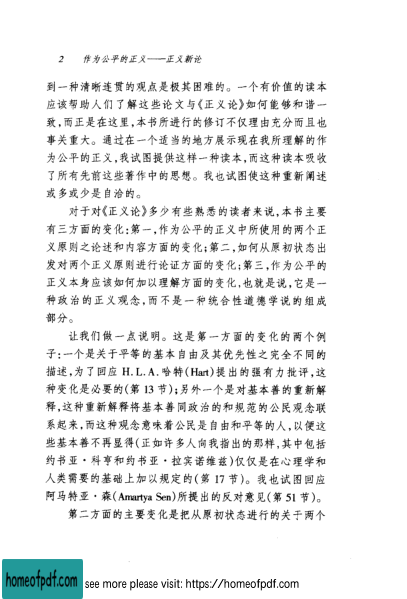 2 作为公平的正义——正义新论
到一种清晰连贯的观点是极其困难的。一个有价值的读本
应该帮助人们了解这些论文与《正义论》如何能够和谐一
致,而正是在这里,本书所进行的修订不仅理由充分而且也
事关重大。通过在一个适当的地方展示现在我所理解的作
为公平的正义,我试图提供这样一种读本,而这种读本吸收
了所有先前这些著作中的思想。我也试图使这种重新阐述
或多或少是自洽的。
对于对《正义论》多少有些熟悉的读者来说,本书主要
有三方面的变化:第一,作为公平的正义中所使用的两个正
义原则之论述和内容方面的变化;第二,如何从原初状态出
发对两个正义原则进行论证方面的变化;第三,作为公平的
正义本身应该如何加以理解方面的变化,也就是说,它是一
种政治的正义观念,而不是一种统合性道德学说的组成
部分。
让我们做一点说明。这是第一方面的变化的两个例
子:一个是关于平等的基本自由及其优先性之完全不同的
描述,为了回应 H. L. A. 哈特(Hart)提出的强有力批评,这
种变化是必要的(第 13 节);另外一个是对基本善的重新解
释,这种重新解释将基本善同政治的和规范的公民观念联
系起来,而这种观念意味着公民是自由和平等的人,以便这
些基本善不再显得(正如许多人向我指出的那样,其中包括
约书亚·科亨和约书亚·拉宾诺维兹)仅仅是在心理学和
人类需要的基础上加以规定的(第 17 节)。我也试图回应
阿马特亚·森(Amartya Sen)所提出的反对意见(第 51 节)。
第二方面的主要变化是把从原初状态进行的关于两个
homeofpdf.com see more please visit: https://homeofpdf.com